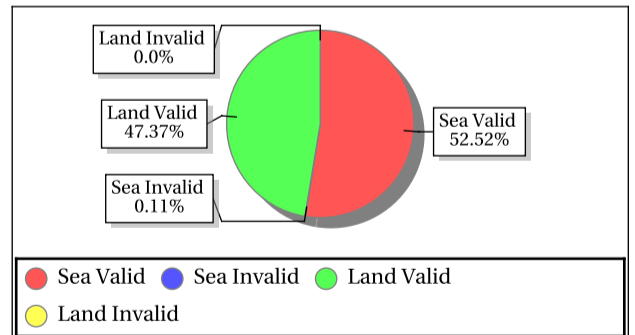 Land Invalid
0.0%
Land Valid
47.37%
Sea Valid
52.52%
Sea Invalid
0.11%
Sea Valid
Sea Invalid
Land Valid
Land Invalid